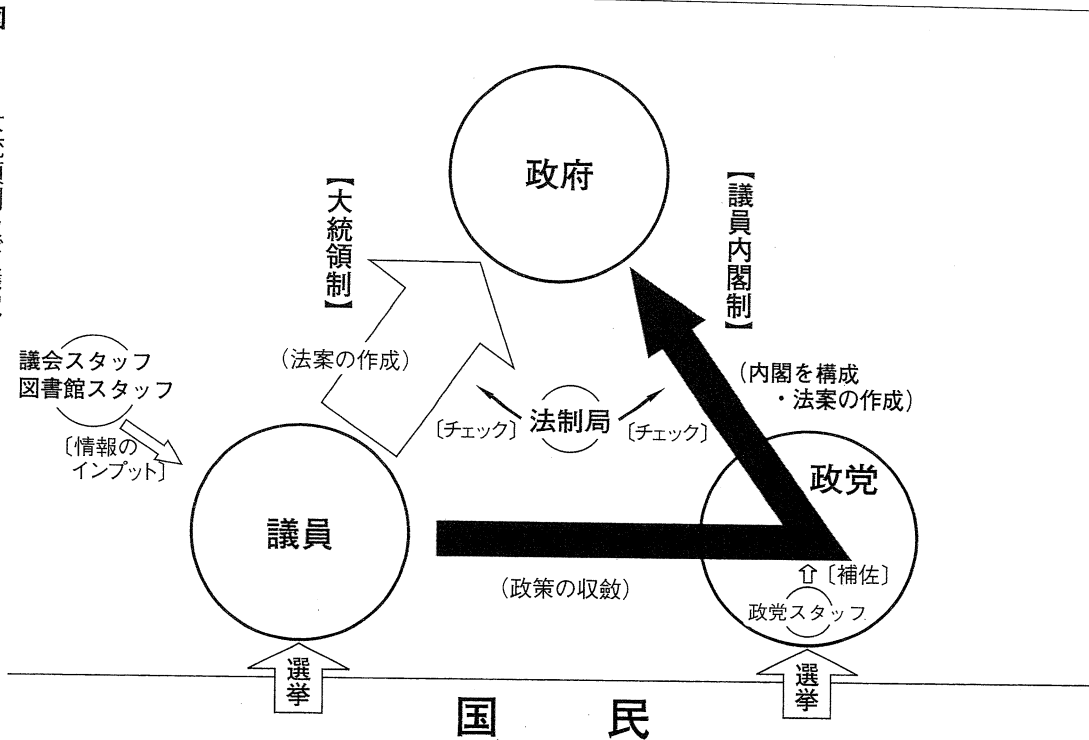 政府
【大統領制】
【議員内閣制】
議会スタッフ
図書館スタッフ
(法案の作成)
(内閣を構成
・法案の作成)
〔チェック〕
法制局
〔チェック〕
〔情報の
インプット〕
政党
議員
(政策の収斂)
〔補佐〕
政党スタッフ
選挙
選挙
国民